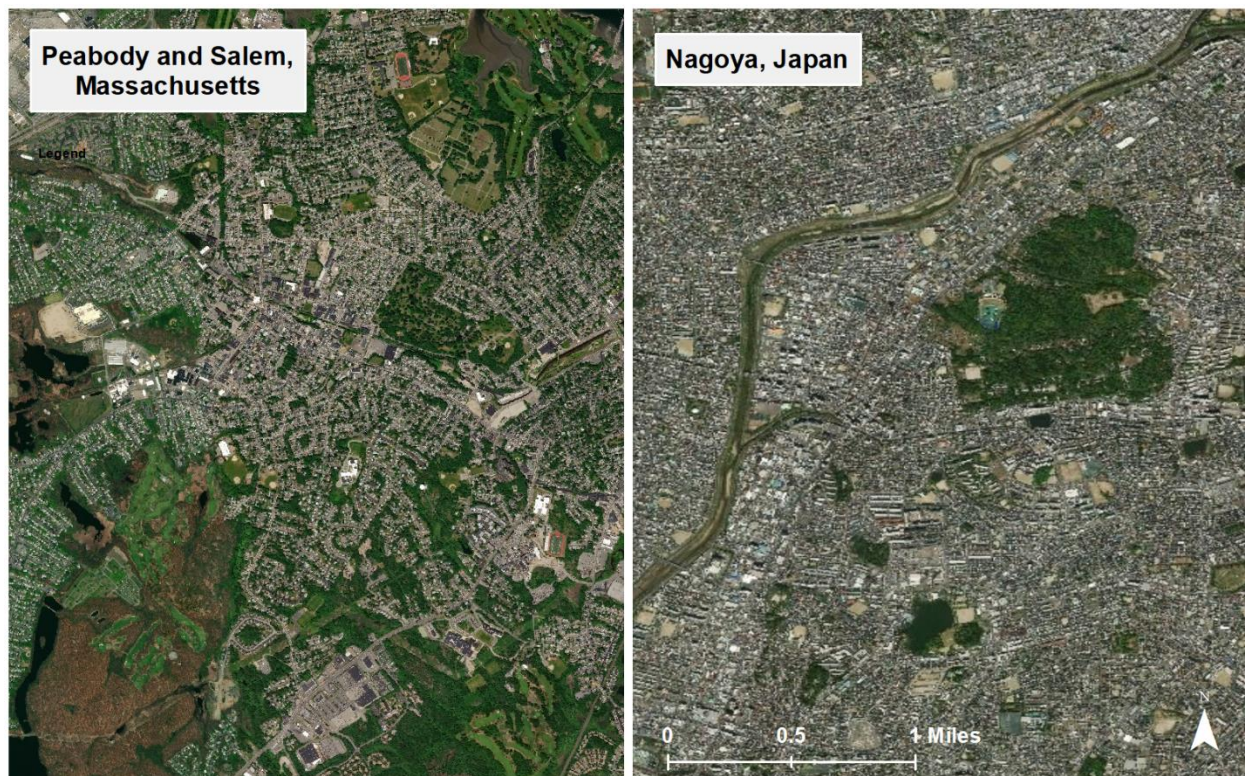 Peabody and Salem,
Massachusetts
Legend
Nagoya, Japan
N
0 0.5 1 Miles